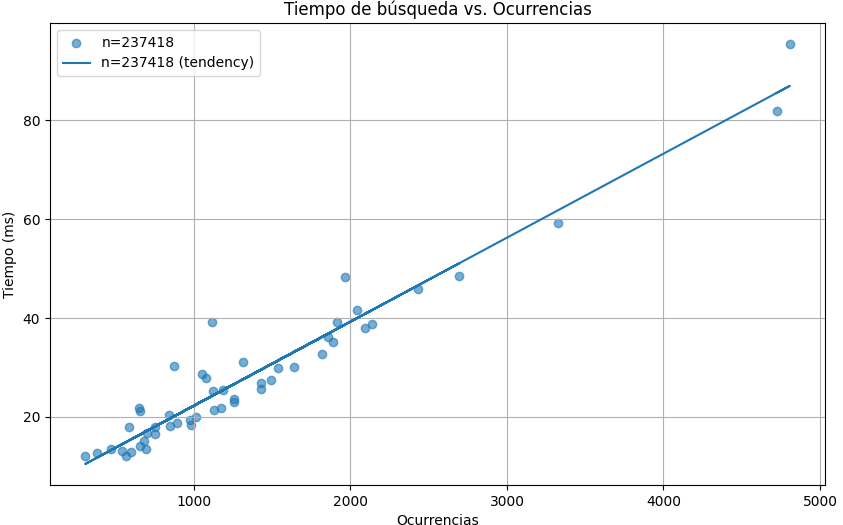 Tiempo de búsqueda vs. Ocurrencias
n=237418
n=237418 (tendency)
80
60
40
20
Tiempo (ms)
1000 2000 3000 4000 5000
Ocurrencias